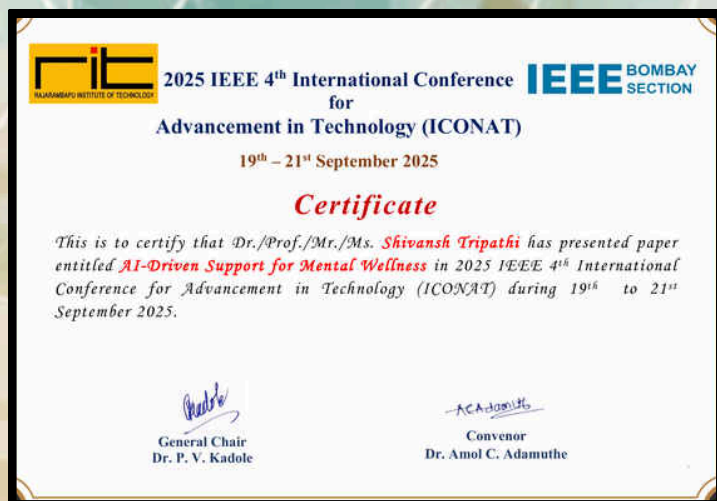 rit
RAJARAMBAPU INSTITUTE OF TECHNOLOGY
2025 IEEE 4th International Conference
for
Advancement in Technology (ICONAT)
IEEE BOMBAY
SECTION
19th – 21st September 2025
Certificate
This is to certify that Dr./Prof./Mr./Ms. Shivansh Tripathi has presented paper
entitled AI-Driven Support for Mental Wellness in 2025 IEEE 4th International
Conference for Advancement in Technology (ICONAT) during 19th to 21st
September 2025.
General Chair
Dr. P. V. Kadole
ACAdamuthe
Convenor
Dr. Amol C. Adamuthe